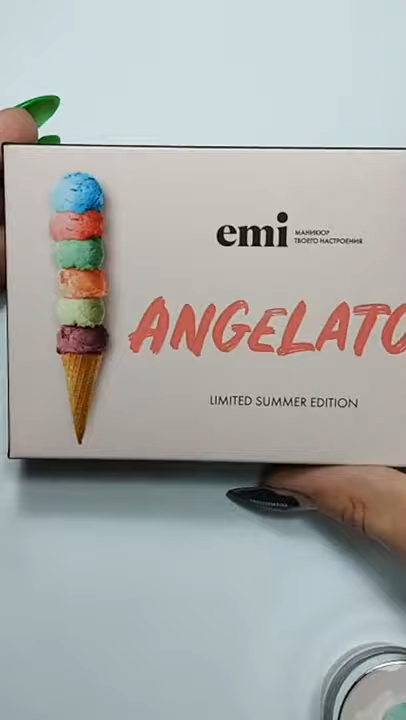 emi
МАНИКЮР
ТВОЕГО НАСТРОЕНИЯ
ANGELATO
LIMITED SUMMER EDITION